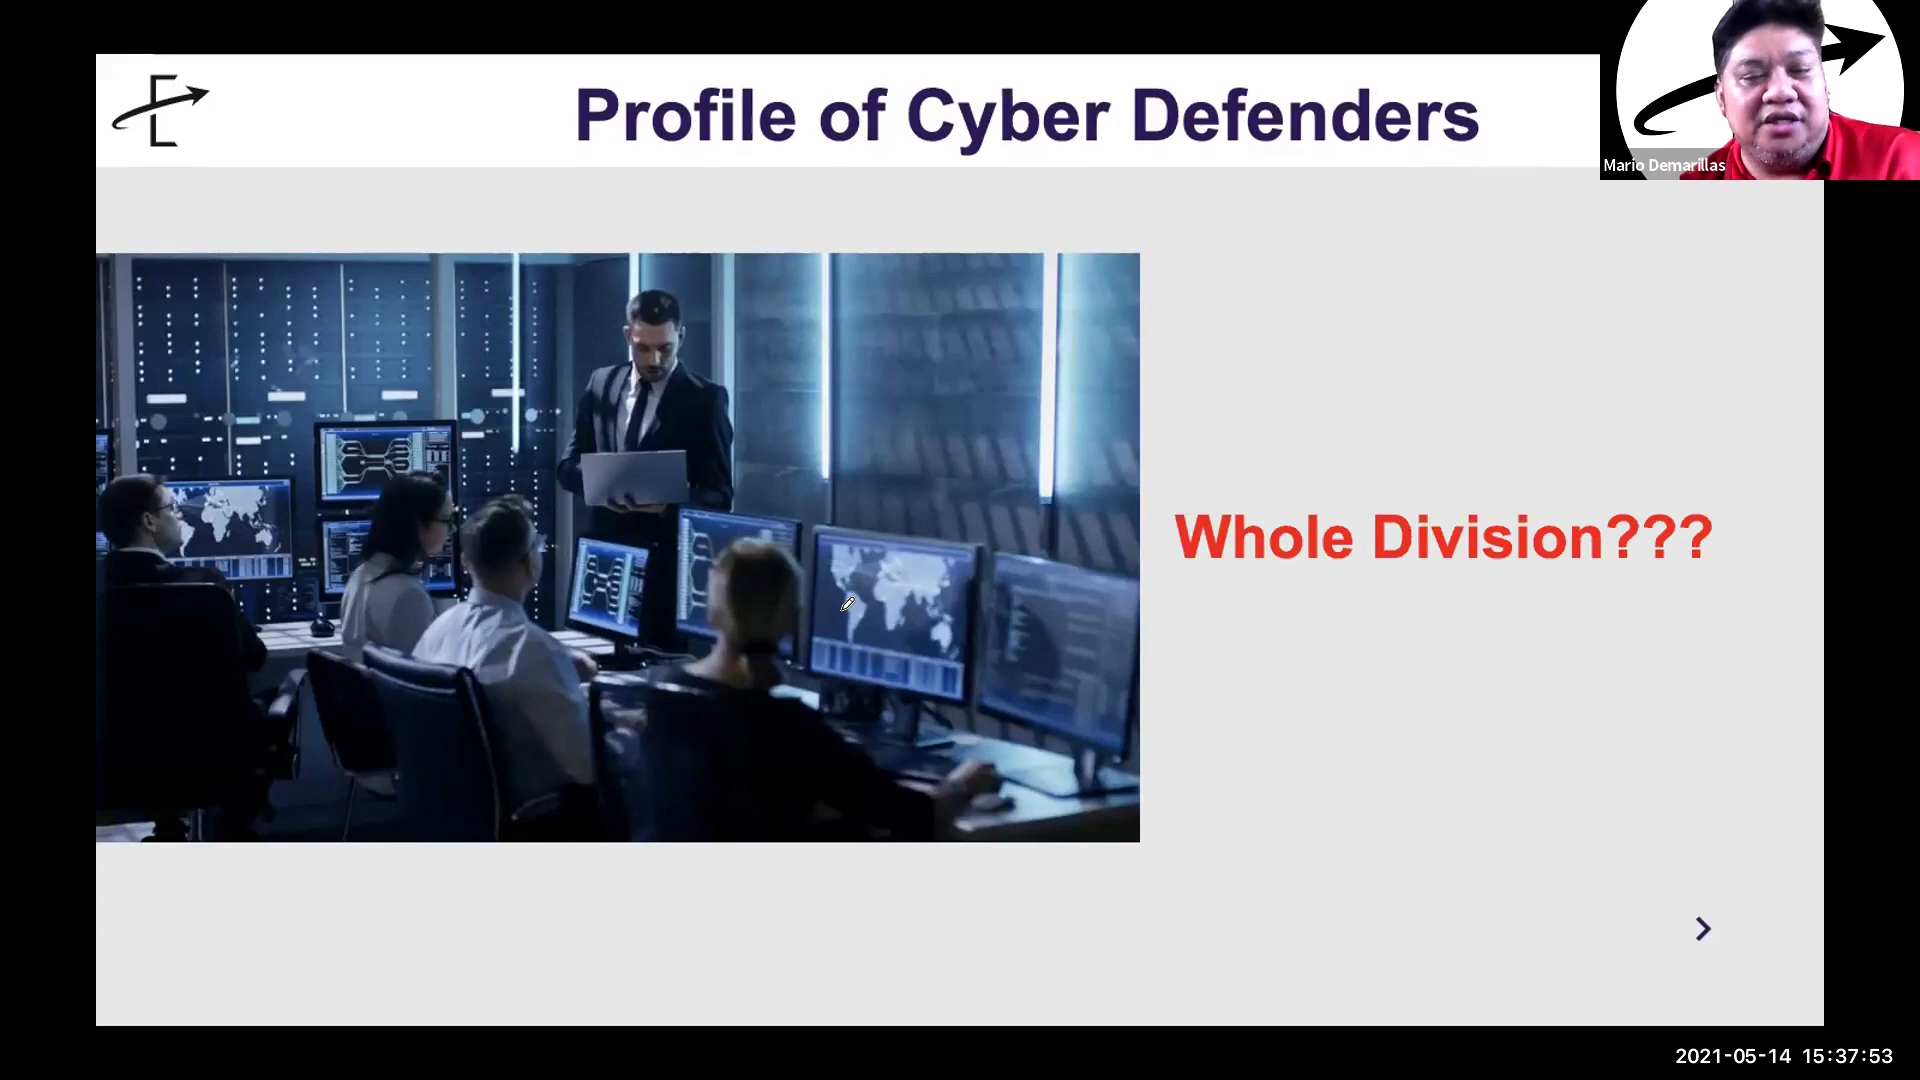 Profile of Cyber Defenders
Mario Demarillas
Whole Division???
2021-05-14 15:37:53